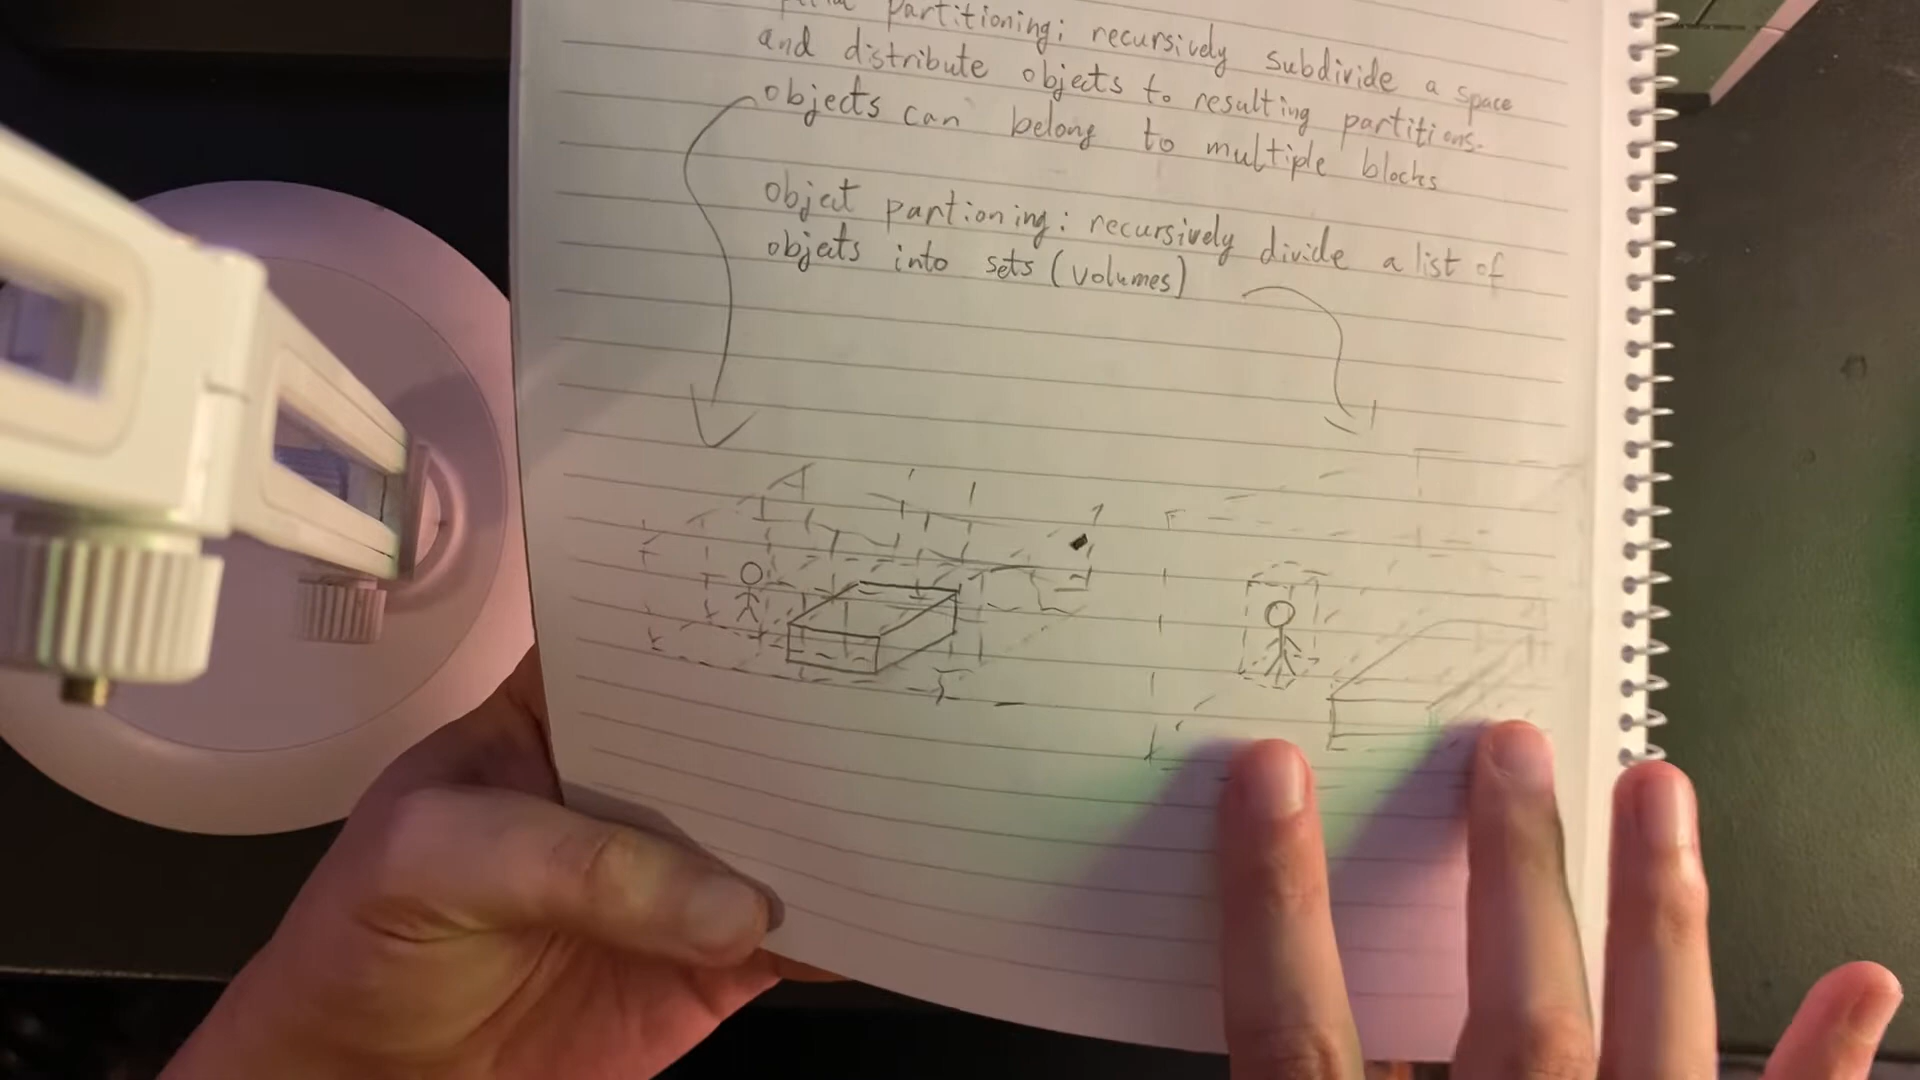 partitioning: recursively subdivide a space
and distribute objects to resulting partitions.
objects can belong to multiple blocks
object partioning: recursively divide a list of
objects into sets (volumes)